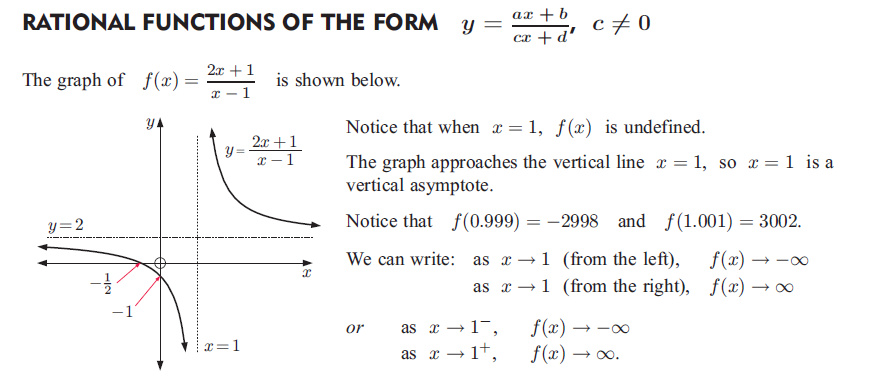 RATIONAL FUNCTIONS OF THE FORM y = (ax + b)/(cx + d), c ≠ 0
The graph of f(x) = (2x + 1)/(x − 1) is shown below.
y
y = (2x + 1)/(x − 1)
y=2
x
−1/2
−1
x=1
Notice that when x = 1, f(x) is undefined.
The graph approaches the vertical line x = 1, so x = 1 is a
vertical asymptote.
Notice that f(0.999) = −2998 and f(1.001) = 3002.
We can write: as x → 1 (from the left), f(x) → −∞
as x → 1 (from the right), f(x) → ∞
or as x → 1⁻, f(x) → −∞
as x → 1⁺, f(x) → ∞.